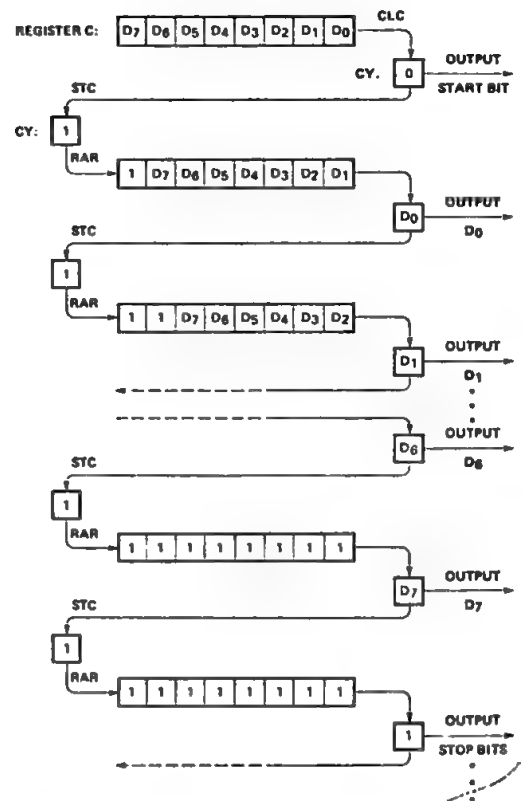 REGISTER C: D7 D6 D5 D4 D3 D2 D1 D0 CLC
CY. 0 OUTPUT
START BIT
STC
CY: 1
RAR
1 D7 D6 D5 D4 D3 D2 D1
D0 OUTPUT
D0
STC
1
RAR
1 1 D7 D6 D5 D4 D3 D2
D1 OUTPUT
D1
D6 OUTPUT
D6
STC
1
RAR
1 1 1 1 1 1 1 1
D7 OUTPUT
D7
STC
1
RAR
1 1 1 1 1 1 1 1
1 OUTPUT
STOP BITS